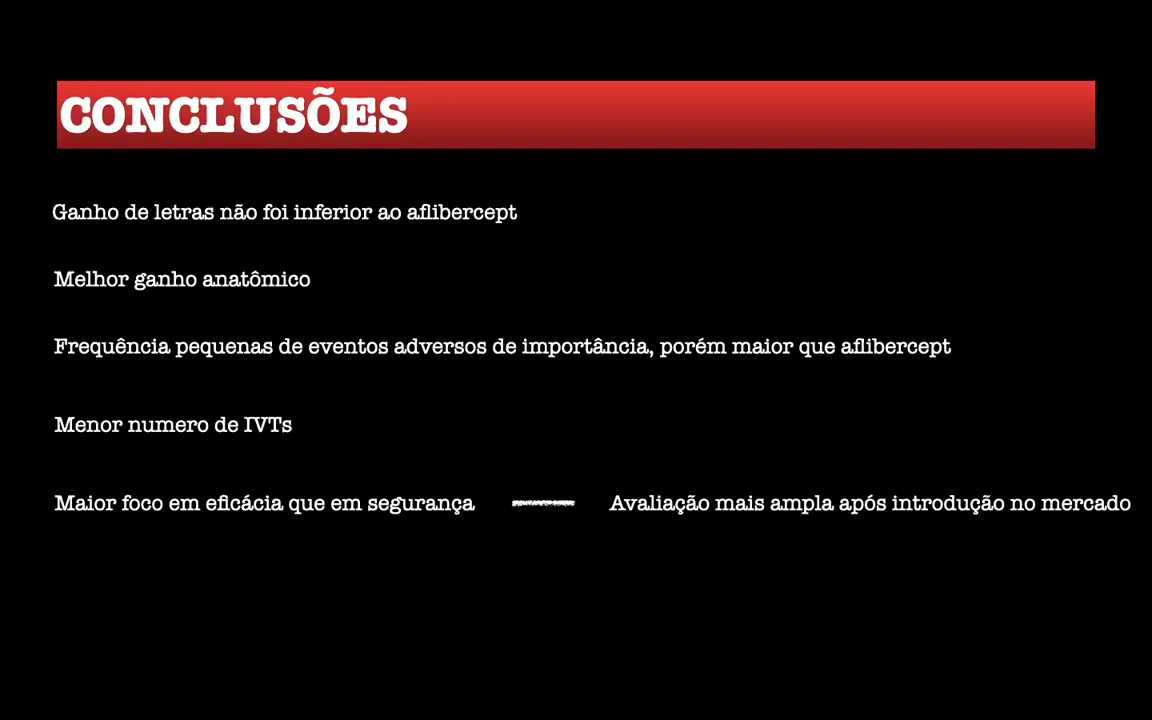 CONCLUSÕES
Ganho de letras não foi inferior ao aflibercept
Melhor ganho anatômico
Frequência pequenas de eventos adversos de importância, porém maior que aflibercept
Menor numero de IVTs
Maior foco em eficácia que em segurança
Avaliação mais ampla após introdução no mercado